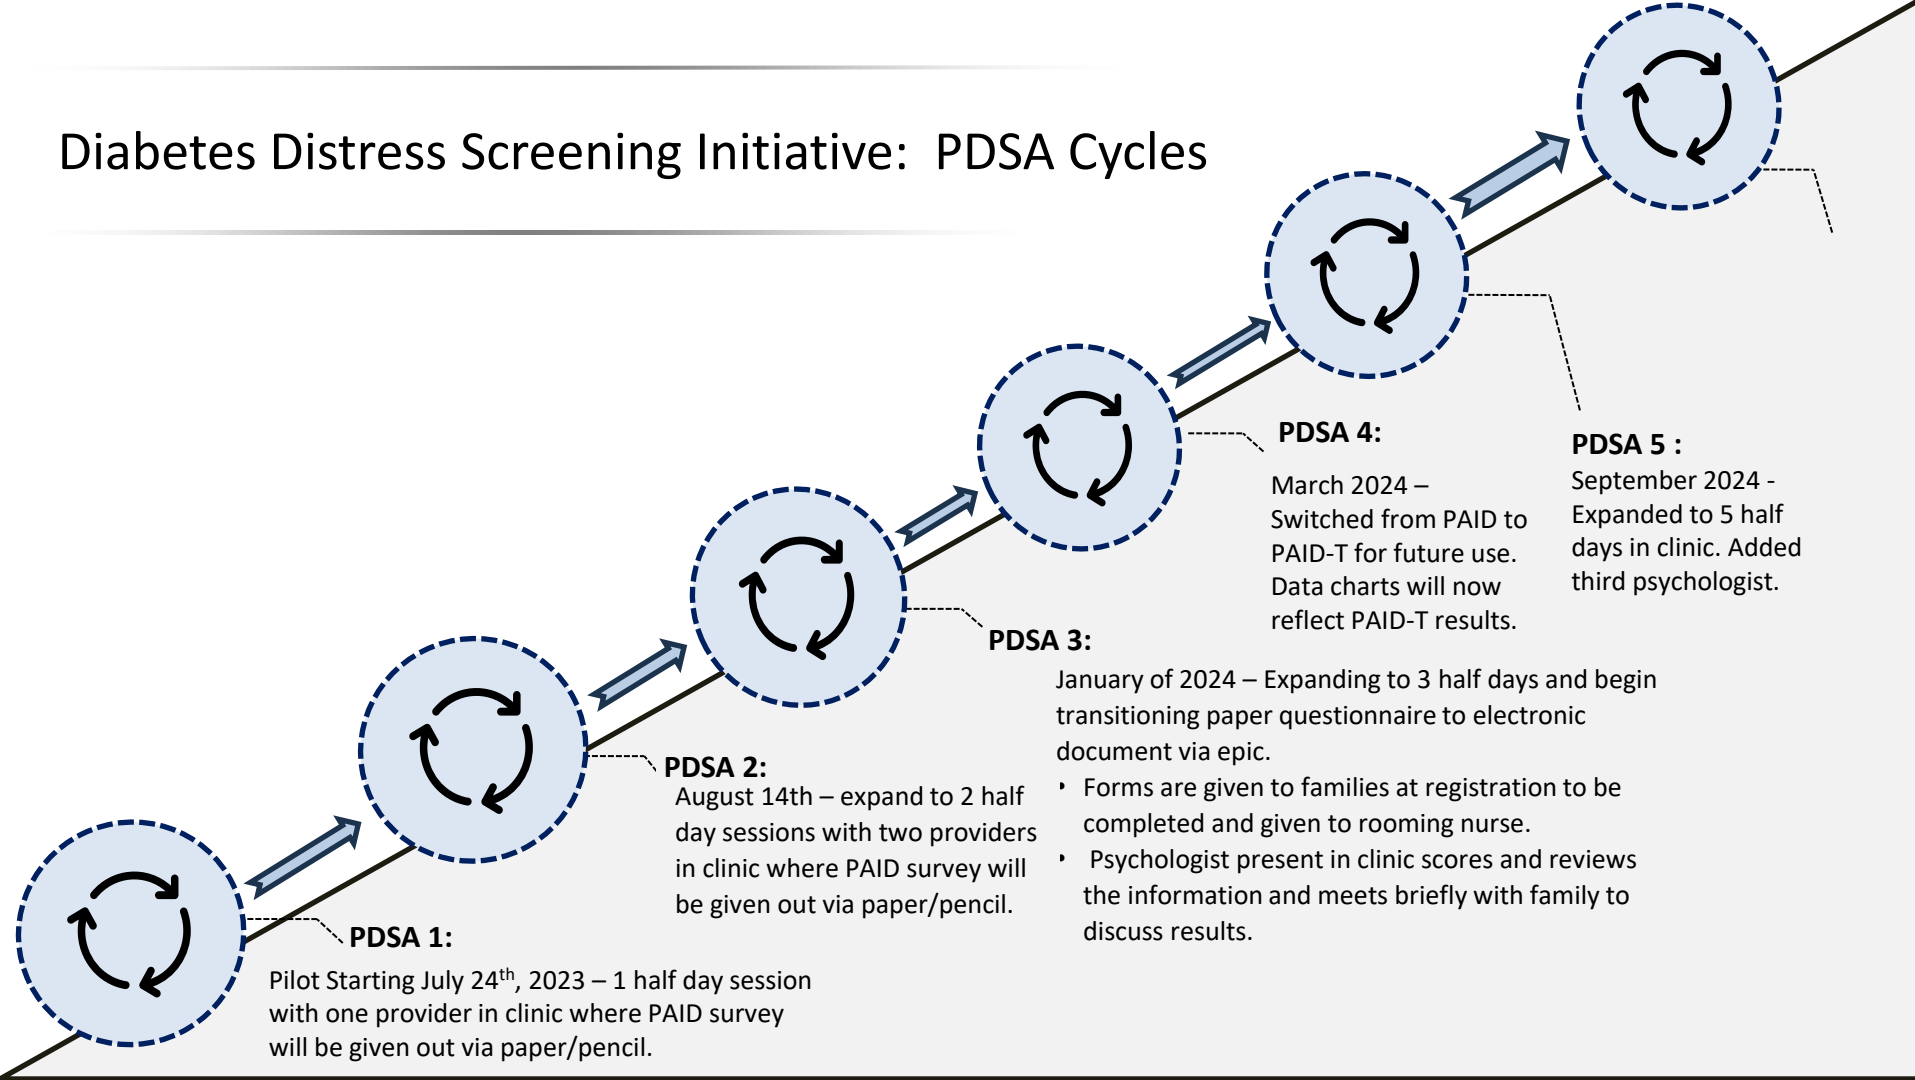 Diabetes Distress Screening Initiative:  PDSA Cycles
PDSA 1:
Pilot Starting July 24th, 2023 – 1 half day session
with one provider in clinic where PAID survey
will be given out via paper/pencil.
PDSA 2:
August 14th – expand to 2 half
day sessions with two providers
in clinic where PAID survey will
be given out via paper/pencil.
PDSA 3:
January of 2024 – Expanding to 3 half days and begin
transitioning paper questionnaire to electronic
document via epic.
• Forms are given to families at registration to be
completed and given to rooming nurse.
• Psychologist present in clinic scores and reviews
the information and meets briefly with family to
discuss results.
PDSA 4:
March 2024 –
Switched from PAID to
PAID-T for future use.
Data charts will now
reflect PAID-T results.
PDSA 5 :
September 2024 -
Expanded to 5 half
days in clinic. Added
third psychologist.